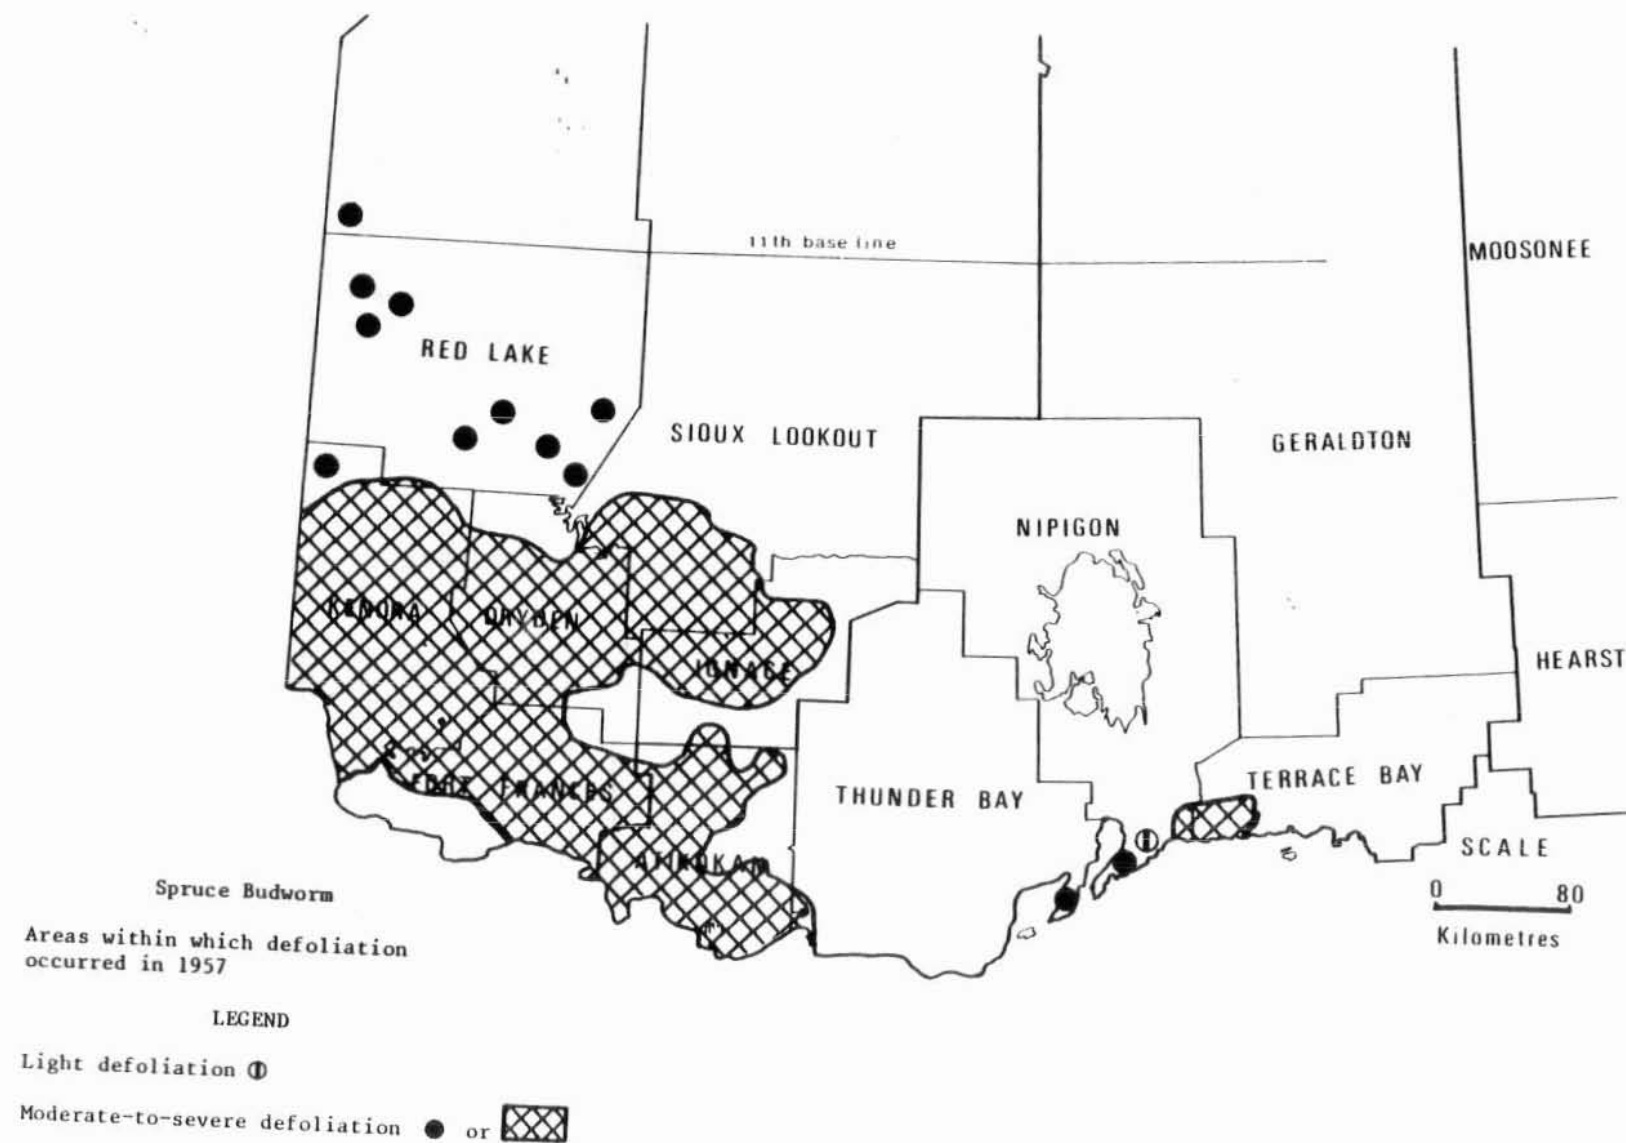 11th base line
MOOSONEE
RED LAKE
SIOUX LOOKOUT
GERALDTON
NIPIGON
KENORA
DRYDEN
IGNACE
HEARST
FORT FRANCES
THUNDER BAY
TERRACE BAY
ATIKOKAN
SCALE
0 80
Kilometres
Spruce Budworm
Areas within which defoliation
occurred in 1957
LEGEND
Light defoliation
Moderate-to-severe defoliation or